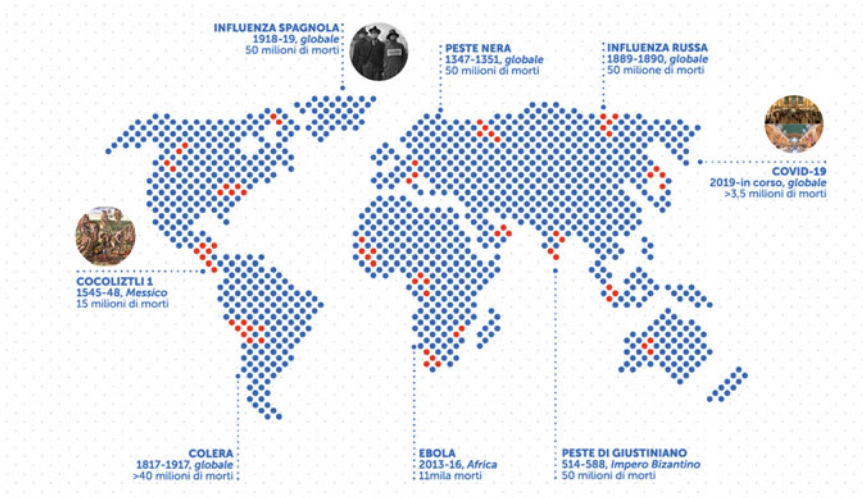 INFLUENZA SPAGNOLA
1918-19, globale
50 milioni di morti
PESTE NERA
1347-1351, globale
50 milioni di morti
INFLUENZA RUSSA
1889-1890, globale
50 milione di morti
COVID-19
2019-in corso, globale
>3,5 milioni di morti
COCOLIZTLI 1
1545-48, Messico
15 milioni di morti
COLERA
1817-1917, globale
>40 milioni di morti
EBOLA
2013-16, Africa
11mila morti
PESTE DI GIUSTINIANO
514-588, Impero Bizantino
50 milioni di morti